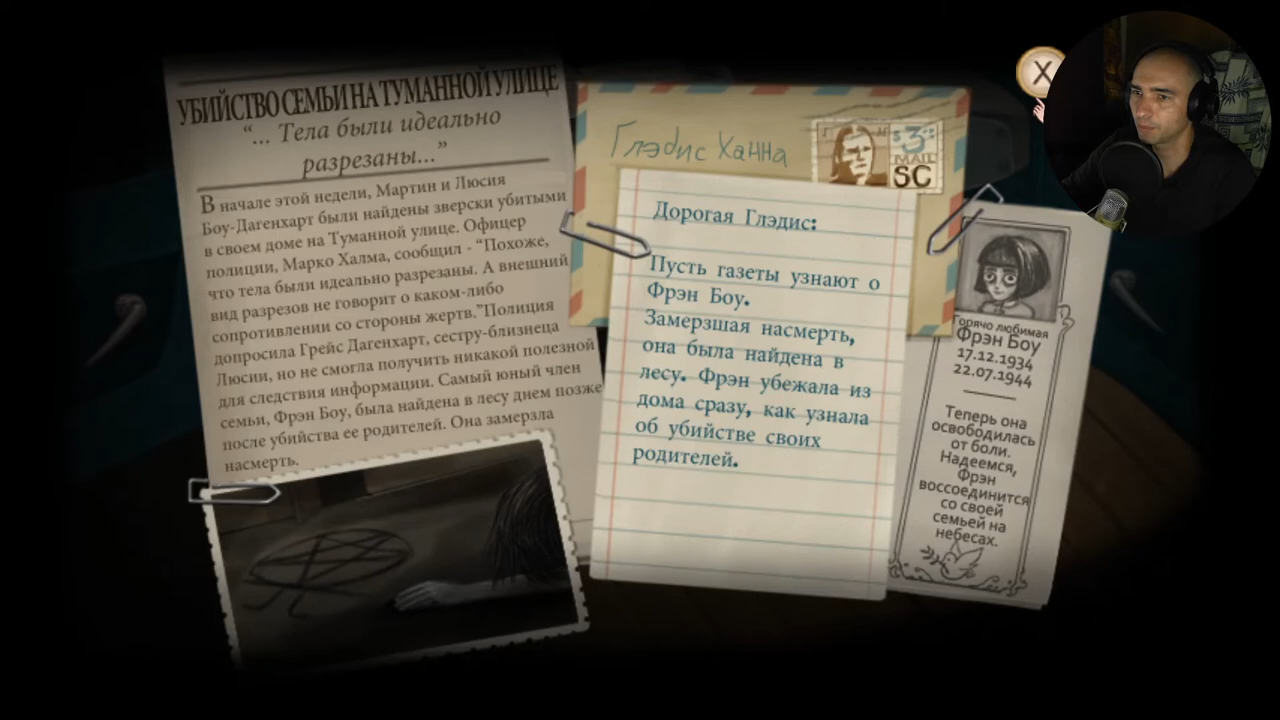 УБИЙСТВО СЕМЬИ НА ТУМАННОЙ УЛИЦЕ
“... Тела были идеально
разрезаны...”
В начале этой недели, Мартин и Люсия
Боу-Дагенхарт были найдены зверски убитыми
в своем доме на Туманной улице. Офицер
полиции, Марко Халма, сообщил - “Похоже,
что тела были идеально разрезаны. А внешний
вид разрезов не говорит о каком-либо
сопротивлении со стороны жертв.”Полиция
допросила Грейс Дагенхарт, сестру-близнеца
Люсии, но не смогла получить никакой полезной
для следствия информации. Самый юный член
семьи, Фрэн Боу, была найдена в лесу днем позже
после убийства ее родителей. Она замерзла
насмерть.
Глэдис Ханна
3
MAIL
SC
Дорогая Глэдис:
Пусть газеты узнают о
Фрэн Боу.
Замерзшая насмерть,
она была найдена в
лесу. Фрэн убежала из
дома сразу, как узнала
об убийстве своих
родителей.
X
Горячо любимая
Фрэн Боу
17.12.1934
22.07.1944
Теперь она
освободилась
от боли.
Надеемся,
Фрэн
воссоединится
со своей
семьей на
небесах.